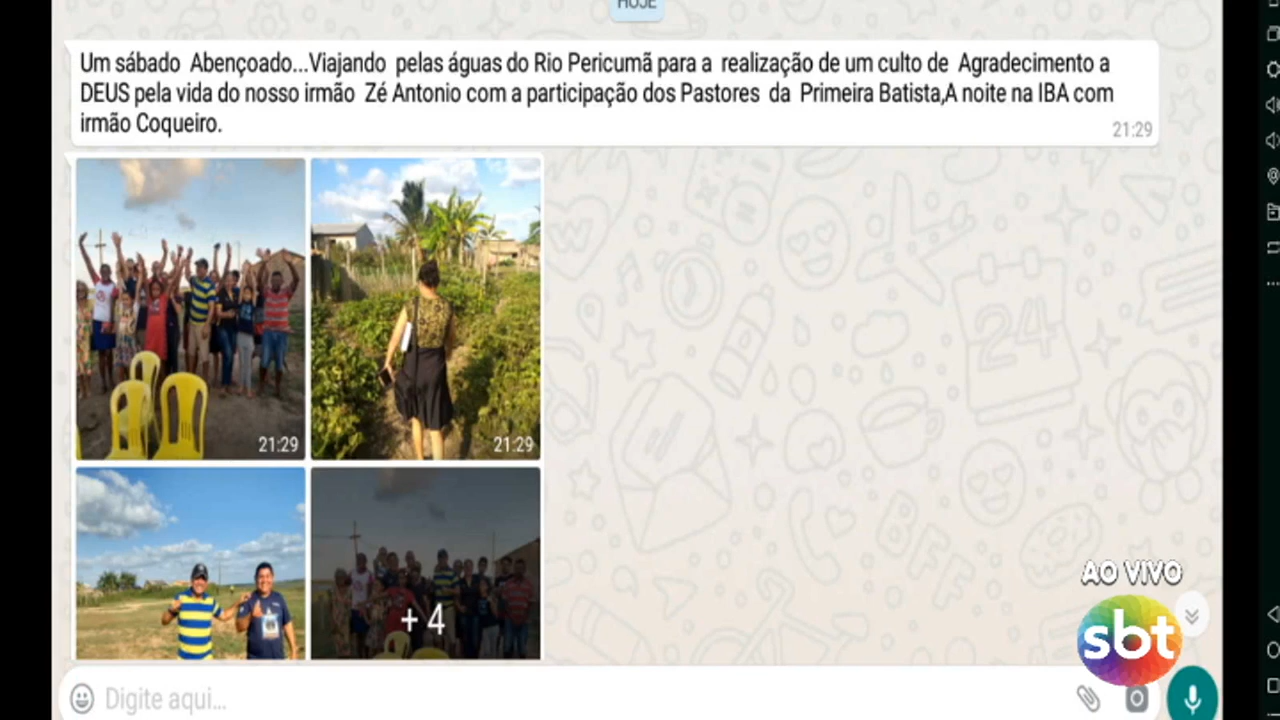 HOJE
Um sábado Abençoado...Viajando pelas águas do Rio Pericumã para a realização de um culto de Agradecimento a
DEUS pela vida do nosso irmão Zé Antonio com a participação dos Pastores da Primeira Batista,A noite na IBA com
irmão Coqueiro.
21:29
21:29
21:29
24
BFF
+ 4
AO VIVO
sbt
Digite aqui...